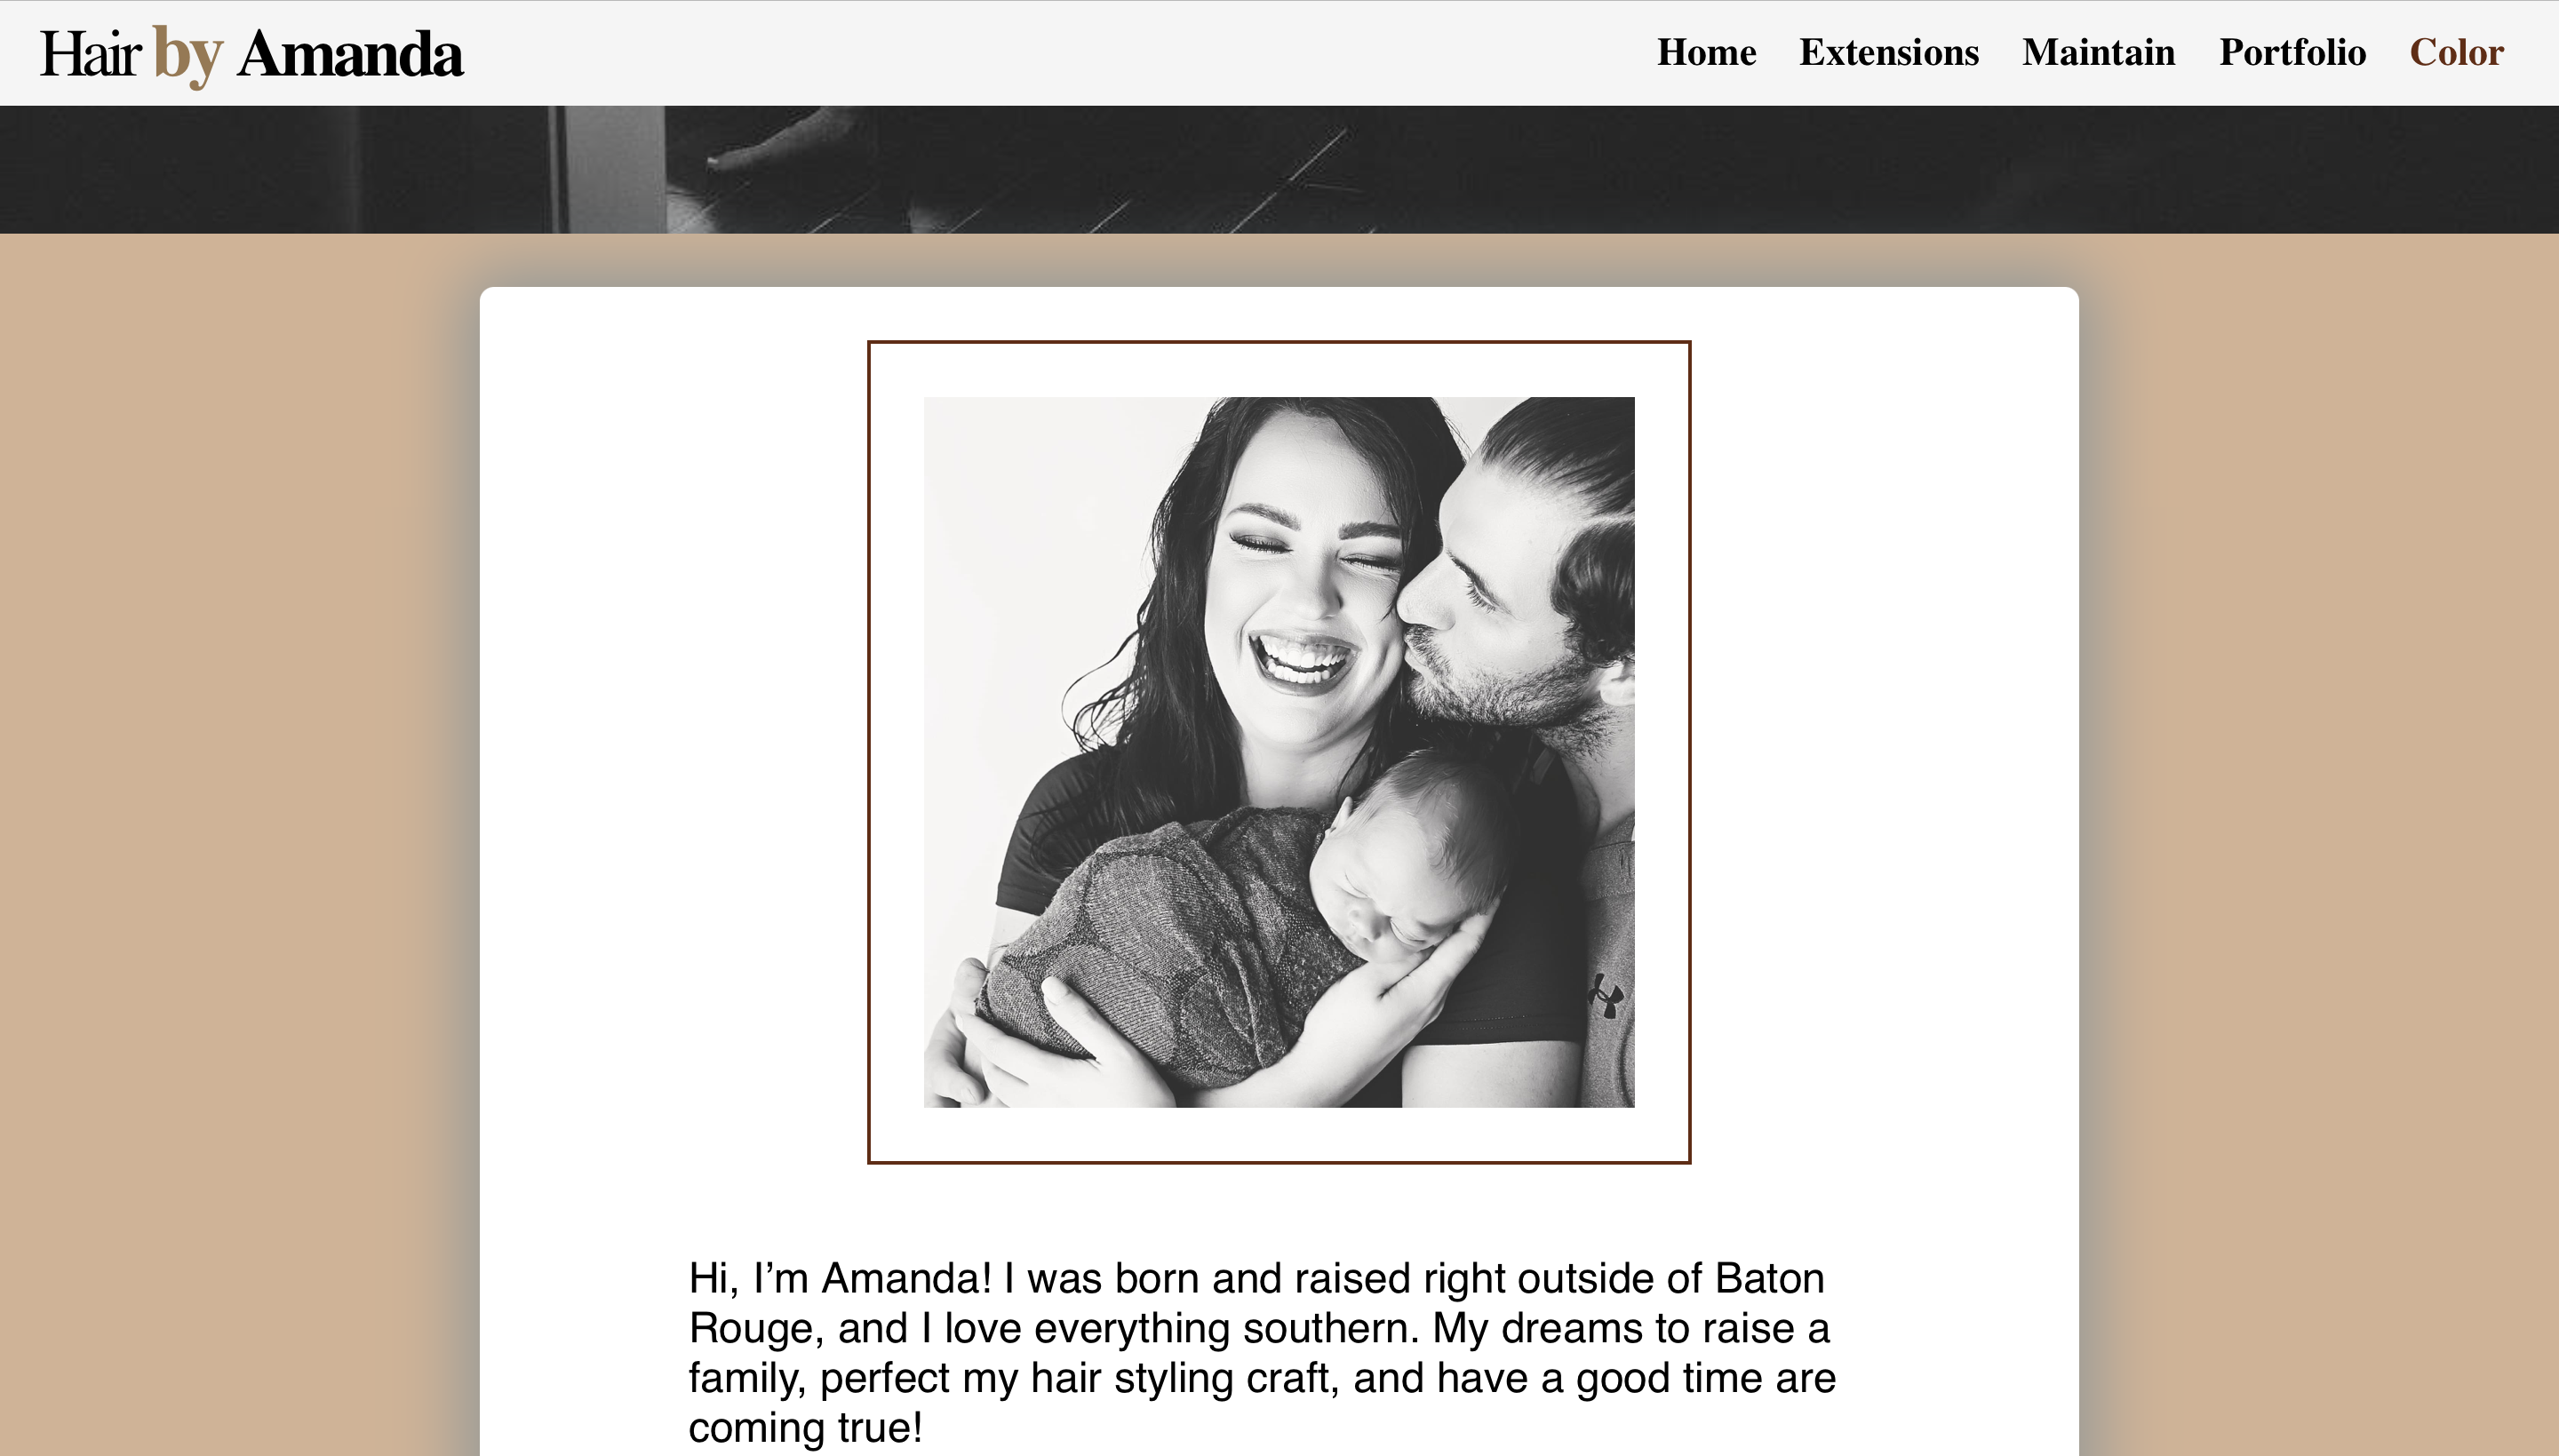 Hair by Amanda
Home Extensions Maintain Portfolio Color
Hi, I’m Amanda! I was born and raised right outside of Baton
Rouge, and I love everything southern. My dreams to raise a
family, perfect my hair styling craft, and have a good time are
coming true!